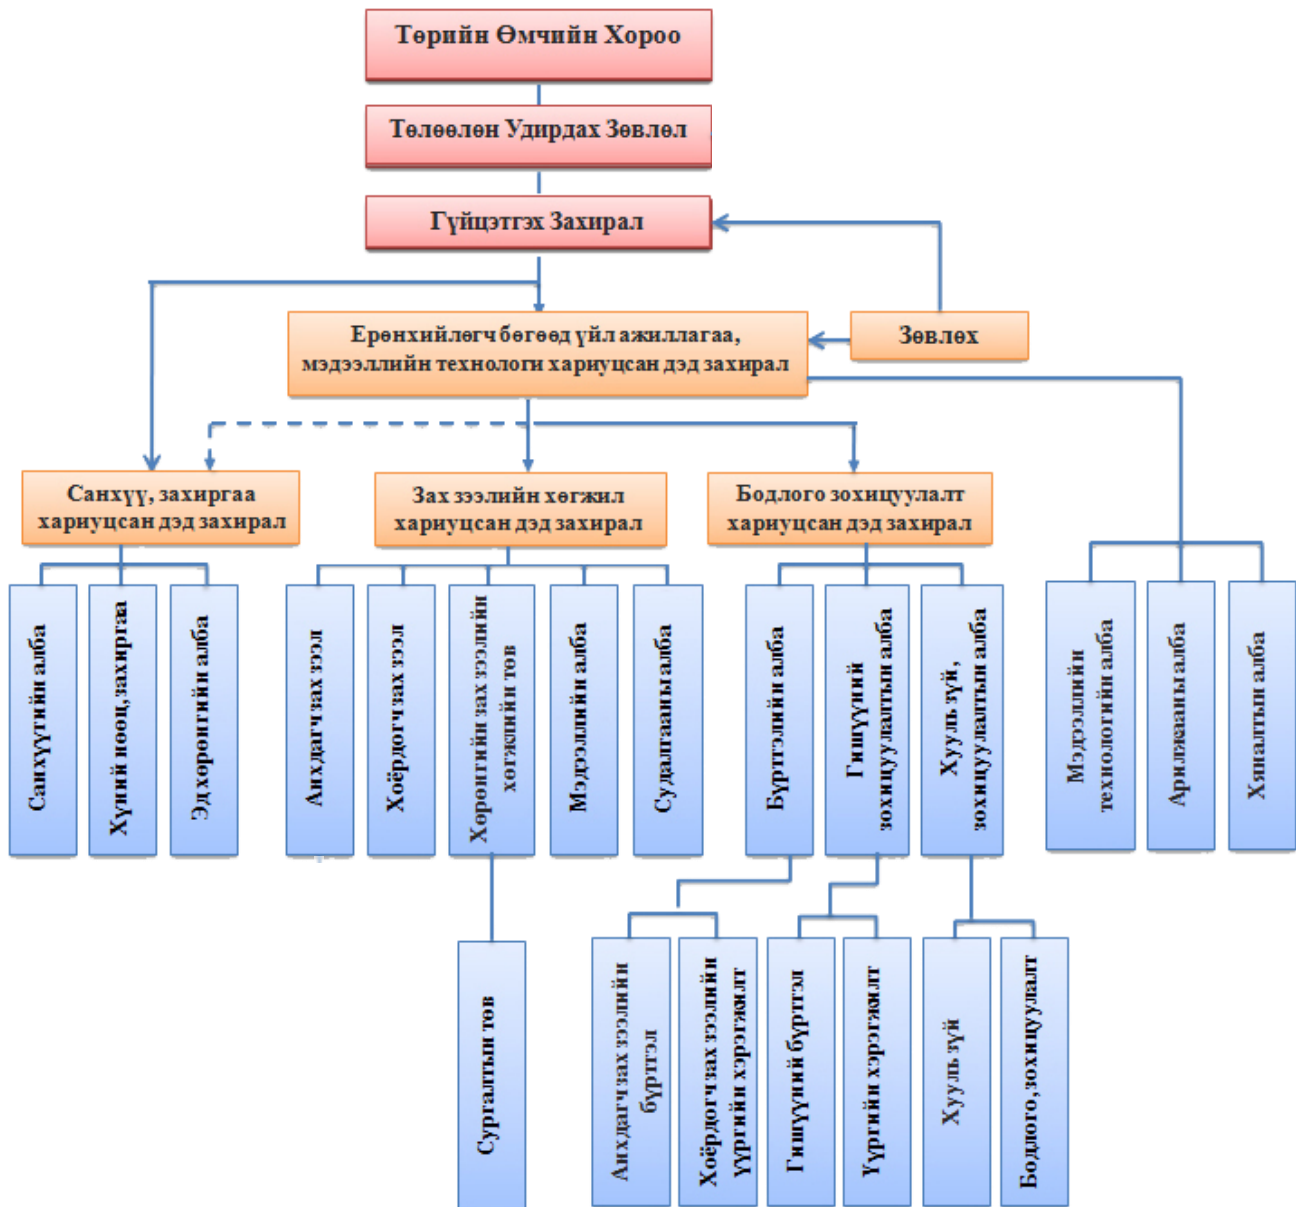 Төрийн Өмчийн Хороо
Төлөөлөн Удирдах Зөвлөл
Гүйцэтгэх Захирал
Ерөнхийлөгч бөгөөд үйл ажиллагаа,
мэдээллийн технологи хариуцсан дэд захирал
Зөвлөх
Санхүү, захиргаа
хариуцсан дэд захирал
Зах зээлийн хөгжил
хариуцсан дэд захирал
Бодлого зохицуулалт
хариуцсан дэд захирал
Санхүүгийн алба
Хүний нөөц, захиргаа
Эд хөрөнгийн алба
Анхдагч зах зээл
Хоёрдогч зах зээл
Хөрөнгийн зах зээлийн
хөгжлийн төв
Мэдээллийн алба
Судалгааны алба
Бүртгэлийн алба
Гишүүний
зохицуулалтын алба
Хууль зүй,
зохицуулалтын алба
Мэдээллийн
технологийн алба
Арилжааны алба
Хяналтын алба
Сургалтын төв
Анхдагч зах зээлийн
бүртгэл
Хоёрдогч зах зээлийн
үүргийн хэрэгжилт
Гишүүний бүртгэл
Үүргийн хэрэгжилт
Хууль зүй
Бодлого, зохицуулалт